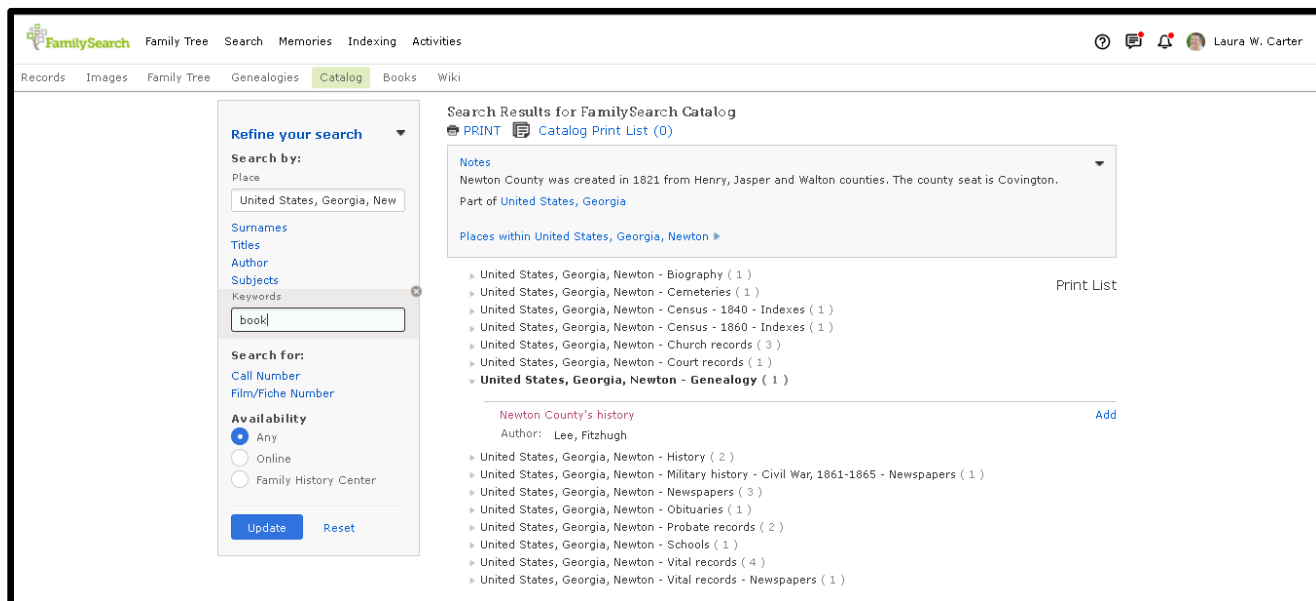 FamilySearch Family Tree Search Memories Indexing Activities Laura W. Carter
Records Images Family Tree Genealogies Catalog Books Wiki
Refine your search
Search by:
Place
United States, Georgia, New
Surnames
Titles
Author
Subjects
Keywords
book
Search for:
Call Number
Film/Fiche Number
Availability
Any
Online
Family History Center
Update Reset
Search Results for FamilySearch Catalog
PRINT Catalog Print List (0)
Notes
Newton County was created in 1821 from Henry, Jasper and Walton counties. The county seat is Covington.
Part of United States, Georgia
Places within United States, Georgia, Newton
Print List
United States, Georgia, Newton - Biography ( 1 )
United States, Georgia, Newton - Cemeteries ( 1 )
United States, Georgia, Newton - Census - 1840 - Indexes ( 1 )
United States, Georgia, Newton - Census - 1860 - Indexes ( 1 )
United States, Georgia, Newton - Church records ( 3 )
United States, Georgia, Newton - Court records ( 1 )
United States, Georgia, Newton - Genealogy ( 1 )
Newton County's history Add
Author: Lee, Fitzhugh
United States, Georgia, Newton - History ( 2 )
United States, Georgia, Newton - Military history - Civil War, 1861-1865 - Newspapers ( 1 )
United States, Georgia, Newton - Newspapers ( 3 )
United States, Georgia, Newton - Obituaries ( 1 )
United States, Georgia, Newton - Probate records ( 2 )
United States, Georgia, Newton - Schools ( 1 )
United States, Georgia, Newton - Vital records ( 4 )
United States, Georgia, Newton - Vital records - Newspapers ( 1 )